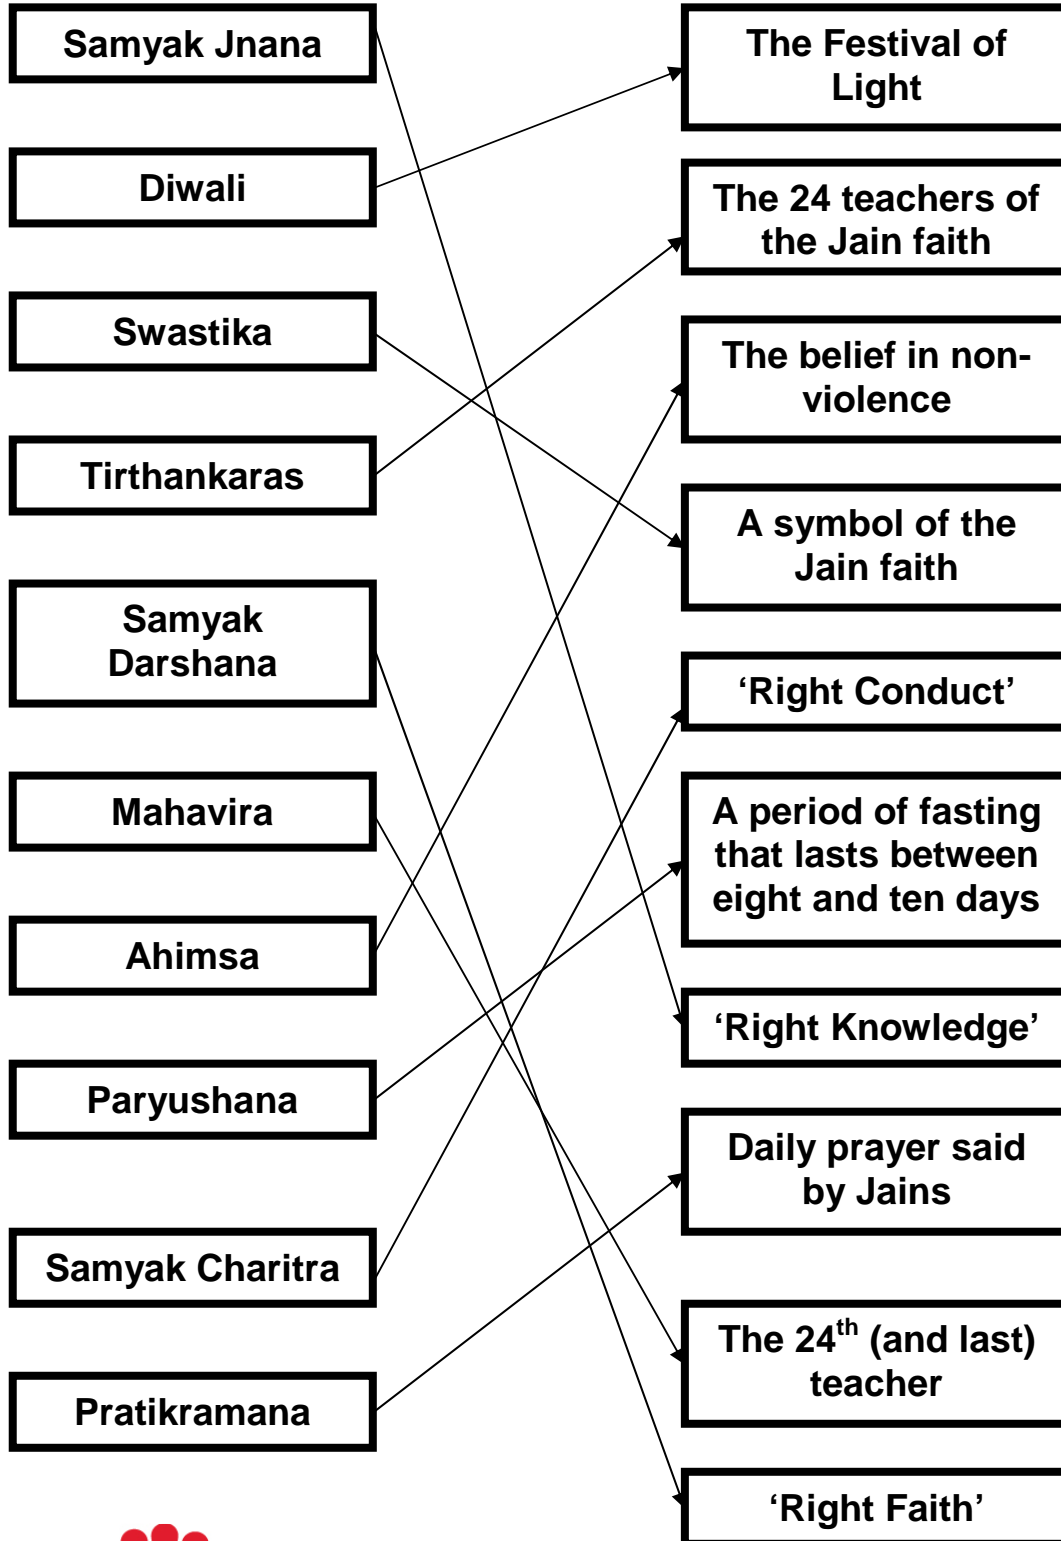 Samyak Jnana
Diwali
Swastika
Tirthankaras
Samyak
Darshana
Mahavira
Ahimsa
Paryushana
Samyak Charitra
Pratikramana
The Festival of
Light
The 24 teachers of
the Jain faith
The belief in non-
violence
A symbol of the
Jain faith
‘Right Conduct’
A period of fasting
that lasts between
eight and ten days
‘Right Knowledge’
Daily prayer said
by Jains
The 24th (and last)
teacher
‘Right Faith’